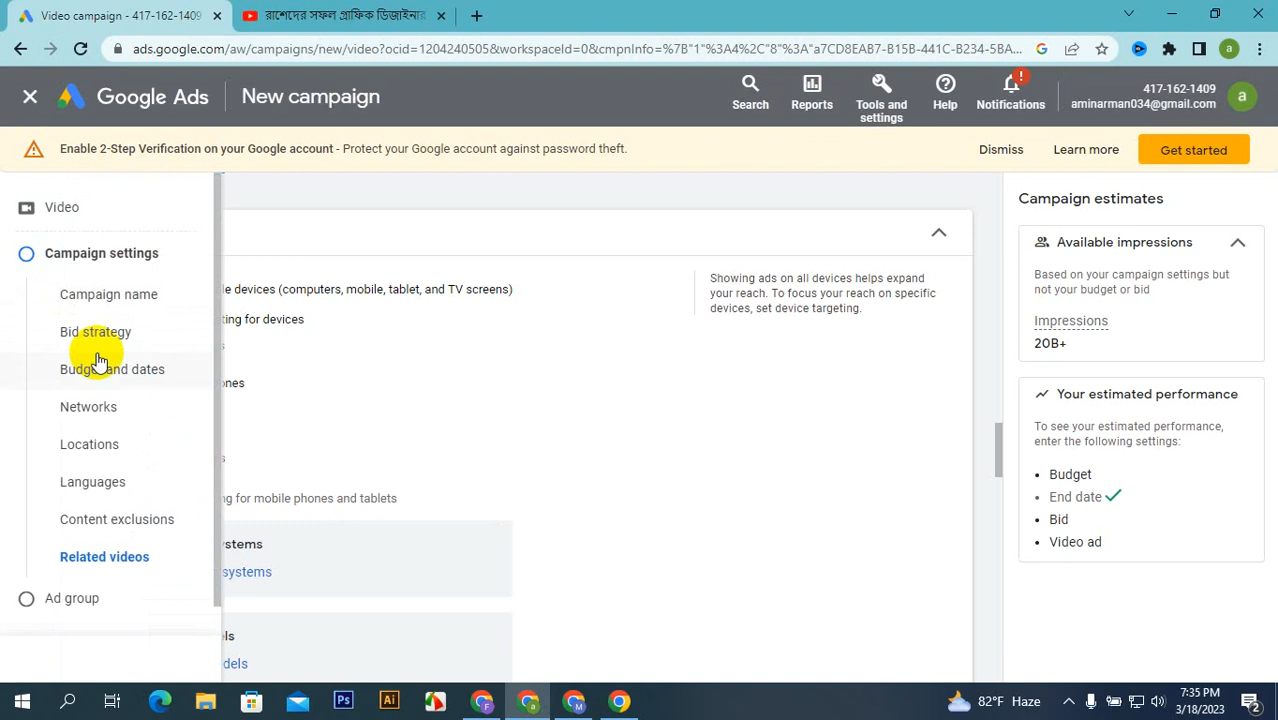 Video campaign - 417-162-1409
রাশেদের সফল গ্রাফিক ডিজাইনার
ads.google.com/aw/campaigns/new/video?ocid=1204240505&workspaceId=0&cmpnInfo=%7B"1"%3A4%2C"8"%3A"a7CD8EAB7-B15B-441C-B234-5BA...
Google Ads
New campaign
Search
Reports
Tools and settings
Help
Notifications
417-162-1409
aminarman034@gmail.com
a
Enable 2-Step Verification on your Google account - Protect your Google account against password theft.
Dismiss
Learn more
Get started
Video
Campaign settings
Campaign name
Bid strategy
Budget and dates
Networks
Locations
Languages
Content exclusions
Related videos
Ad group
le devices (computers, mobile, tablet, and TV screens)
ting for devices
s
ones
s
ng for mobile phones and tablets
ystems
systems
els
dels
Showing ads on all devices helps expand
your reach. To focus your reach on specific
devices, set device targeting.
Campaign estimates
Available impressions
Based on your campaign settings but
not your budget or bid
Impressions
20B+
Your estimated performance
To see your estimated performance,
enter the following settings:
• Budget
• End date
• Bid
• Video ad
82°F Haze
7:35 PM
3/18/2023
2